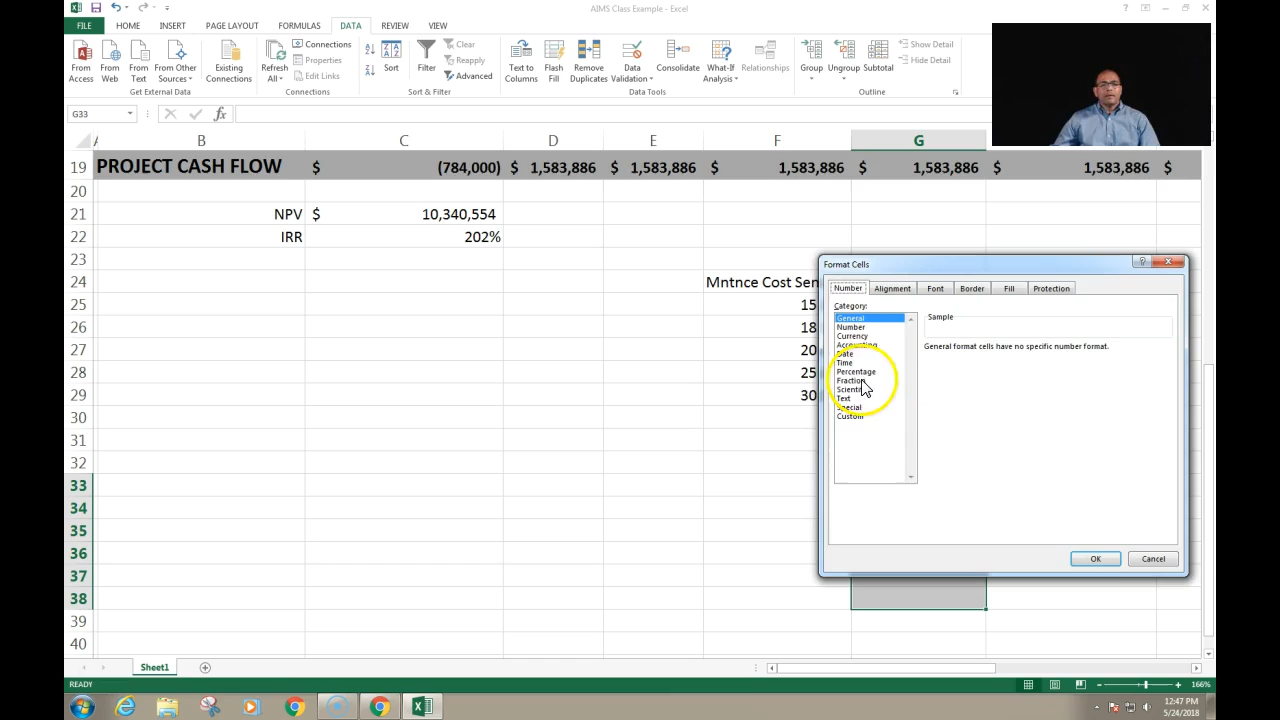 AIMS Class Example - Excel
FILE HOME INSERT PAGE LAYOUT FORMULAS DATA REVIEW VIEW
From Access
From Web
From Text
From Other Sources
Existing Connections
Refresh All
Connections
Properties
Edit Links
Sort
Filter
Clear
Reapply
Advanced
Text to Columns
Flash Fill
Remove Duplicates
Data Validation
Consolidate
What-If Analysis
Relationships
Group
Ungroup
Subtotal
Show Detail
Hide Detail
Get External Data
Connections
Sort & Filter
Data Tools
Outline
G33
fx
A B C D E F G
19 PROJECT CASH FLOW $ (784,000) $ 1,583,886 $ 1,583,886 $ 1,583,886 $ 1,583,886 $ 1,583,886 $
20
21 NPV $ 10,340,554
22 IRR 202%
23
24 Mntnce Cost Sen
25 15
26 18
27 20
28 25
29 30
30
31
32
33
34
35
36
37
38
39
40
Format Cells
Number Alignment Font Border Fill Protection
Category:
General
Number
Currency
Accounting
Date
Time
Percentage
Fraction
Scientific
Text
Special
Custom
Sample
General format cells have no specific number format.
OK
Cancel
Sheet1
READY
166%
12:47 PM
5/24/2018